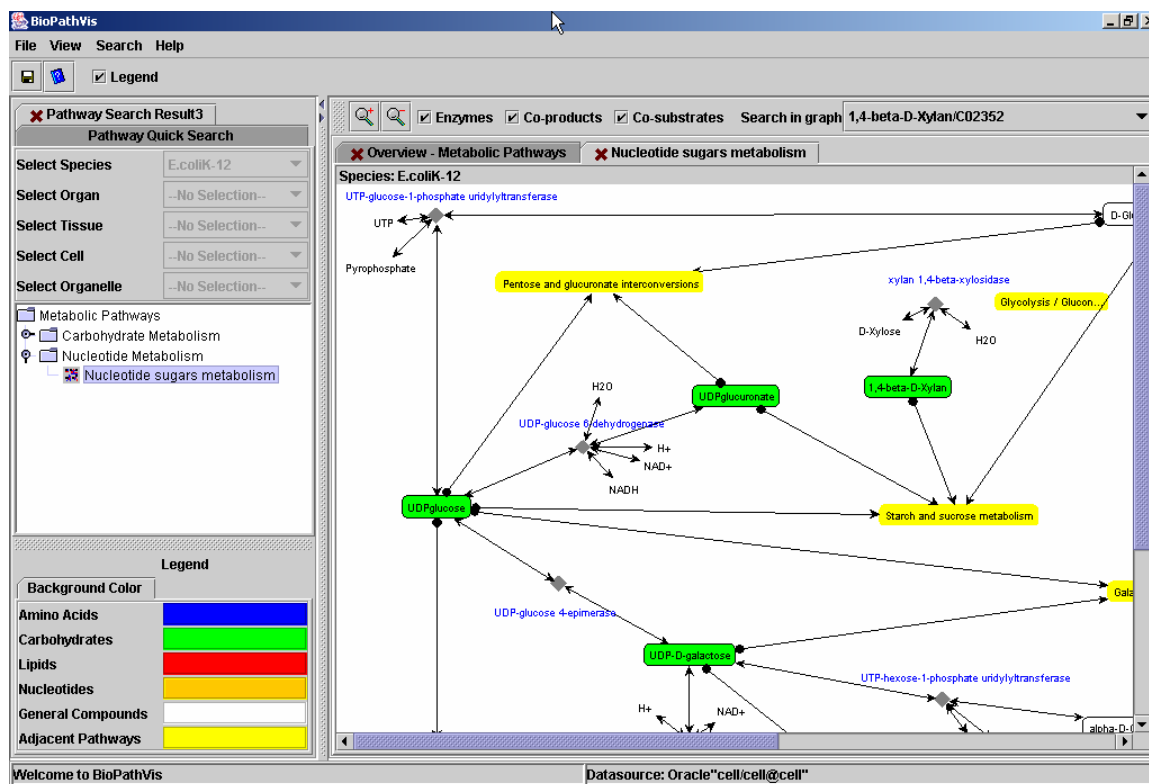 BioPathVis
File View Search Help
Legend
Pathway Search Result3
Pathway Quick Search
Select Species E.coliK-12
Select Organ --No Selection--
Select Tissue --No Selection--
Select Cell --No Selection--
Select Organelle --No Selection--
Metabolic Pathways
Carbohydrate Metabolism
Nucleotide Metabolism
Nucleotide sugars metabolism
Legend
Background Color
Amino Acids
Carbohydrates
Lipids
Nucleotides
General Compounds
Adjacent Pathways
Enzymes Co-products Co-substrates Search in graph 1,4-beta-D-Xylan/C02352
Overview - Metabolic Pathways Nucleotide sugars metabolism
Species: E.coliK-12
UTP-glucose-1-phosphate uridylyltransferase
UTP
D-Glu
Pyrophosphate
Pentose and glucuronate interconversions
xylan 1,4-beta-xylosidase
Glycolysis / Glucon...
D-Xylose
H2O
H2O
UDPglucuronate
1,4-beta-D-Xylan
UDP-glucose 6-dehydrogenase
H+
NAD+
NADH
UDPglucose
Starch and sucrose metabolism
Gala
UDP-glucose 4-epimerase
UDP-D-galactose
UTP-hexose-1-phosphate uridylyltransferase
H+
NAD+
alpha-D-G
Welcome to BioPathVis
Datasource: Oracle"cell/cell@cell"